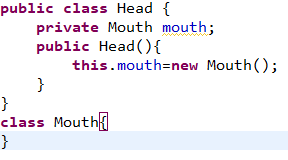 public class Head {
    private Mouth mouth;
    public Head(){
        this.mouth=new Mouth();
    }
}
class Mouth{
}